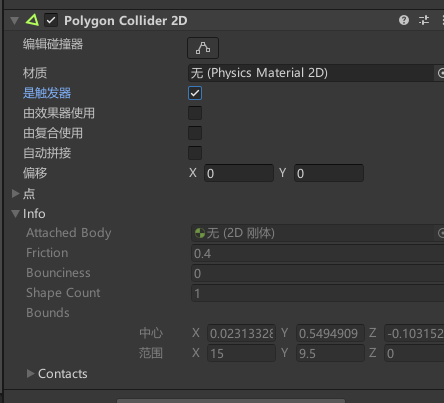 Polygon Collider 2D
编辑碰撞器
材质 无 (Physics Material 2D)
是触发器
由效果器使用
由复合使用
自动拼接
偏移 X 0 Y 0
点
Info
Attached Body 无 (2D 刚体)
Friction 0.4
Bounciness 0
Shape Count 1
Bounds
中心 X 0.02313328 Y 0.5494909 Z -0.103152
范围 X 15 Y 9.5 Z 0
Contacts